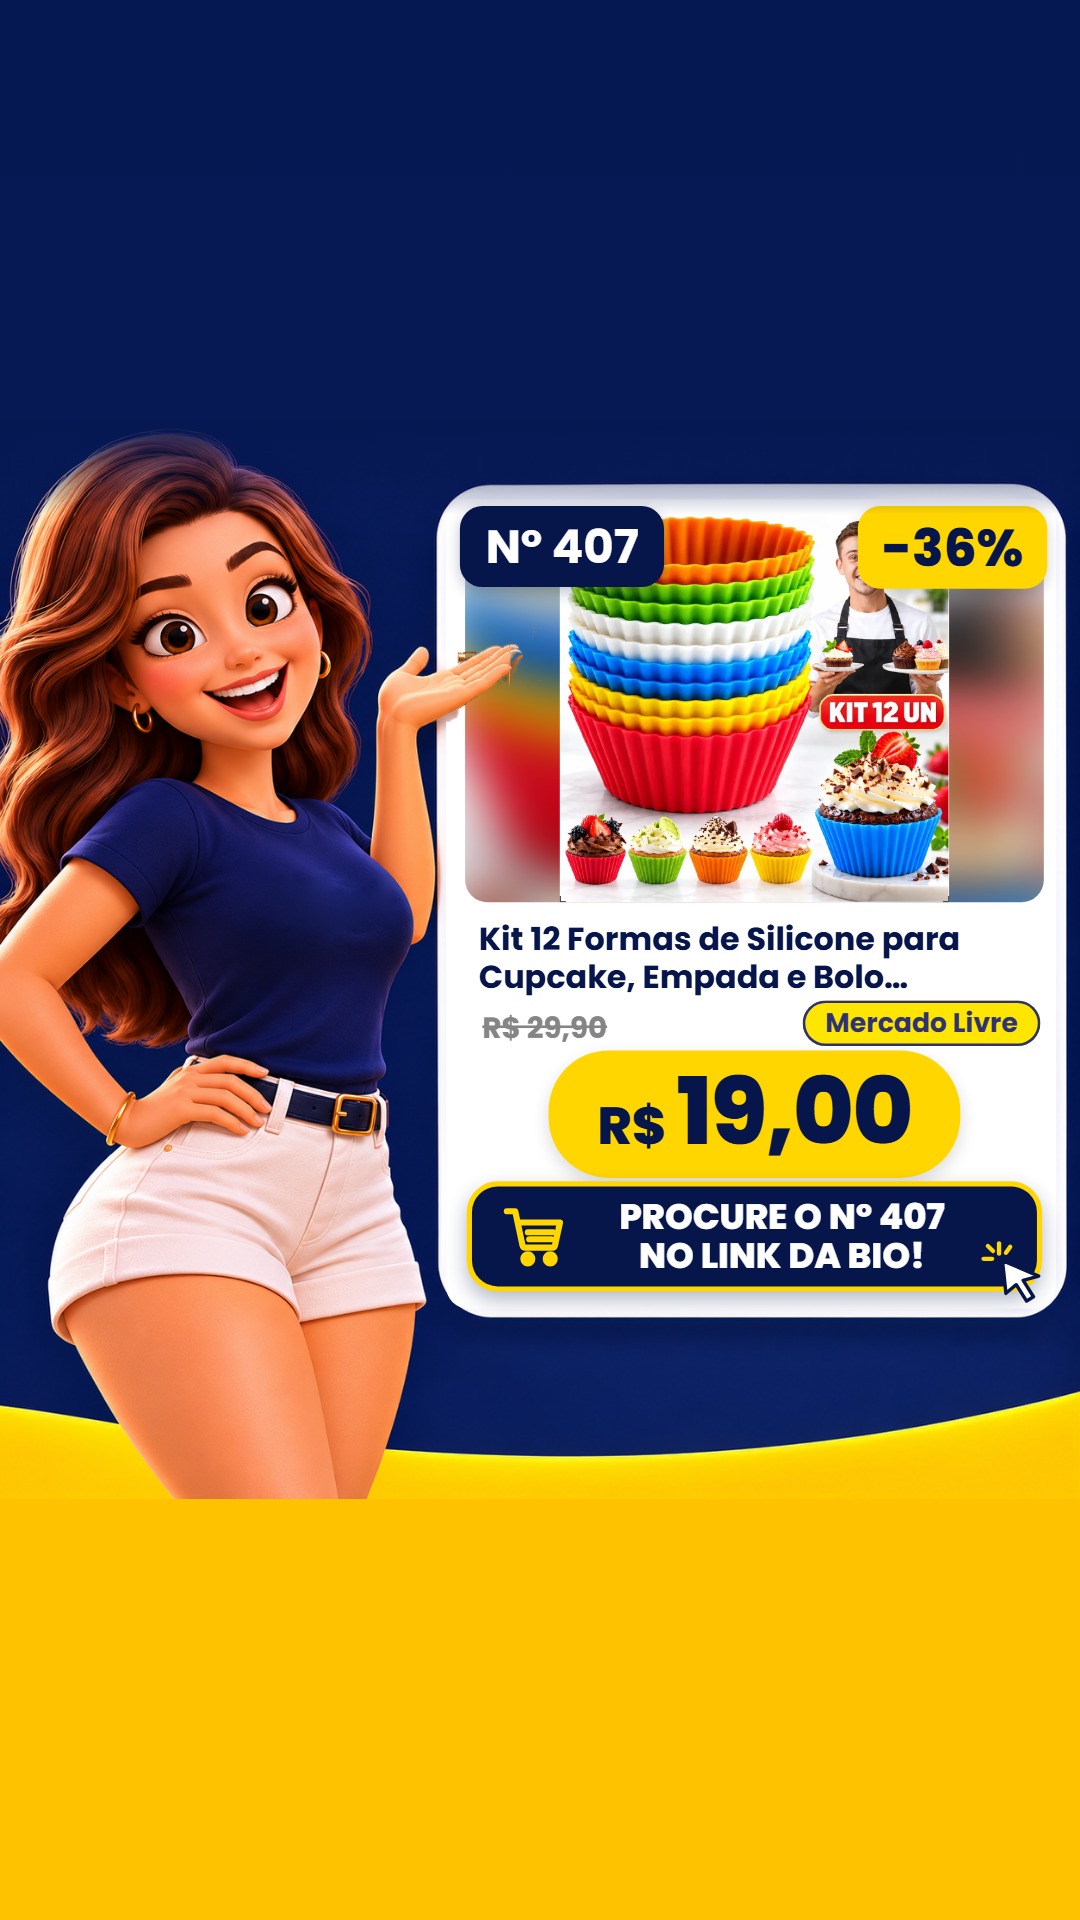 Nº 407
-36%
KIT 12 UN
Kit 12 Formas de Silicone para
Cupcake, Empada e Bolo...
R$ 29,90
Mercado Livre
R$ 19,00
PROCURE O Nº 407
NO LINK DA BIO!